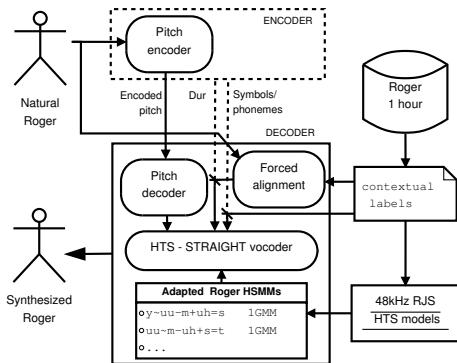 ENCODER
Pitch
encoder
Natural
Roger
Encoded
pitch
Dur
Symbols/
phonemes
Roger
1 hour
DECODER
Pitch
decoder
Forced
alignment
contextual
labels
HTS - STRAIGHT vocoder
Synthesized
Roger
Adapted Roger HSMMs
y~uu-m+uh=s 1GMM
uu~m-uh+s=t 1GMM
...
48kHz RJS
HTS models